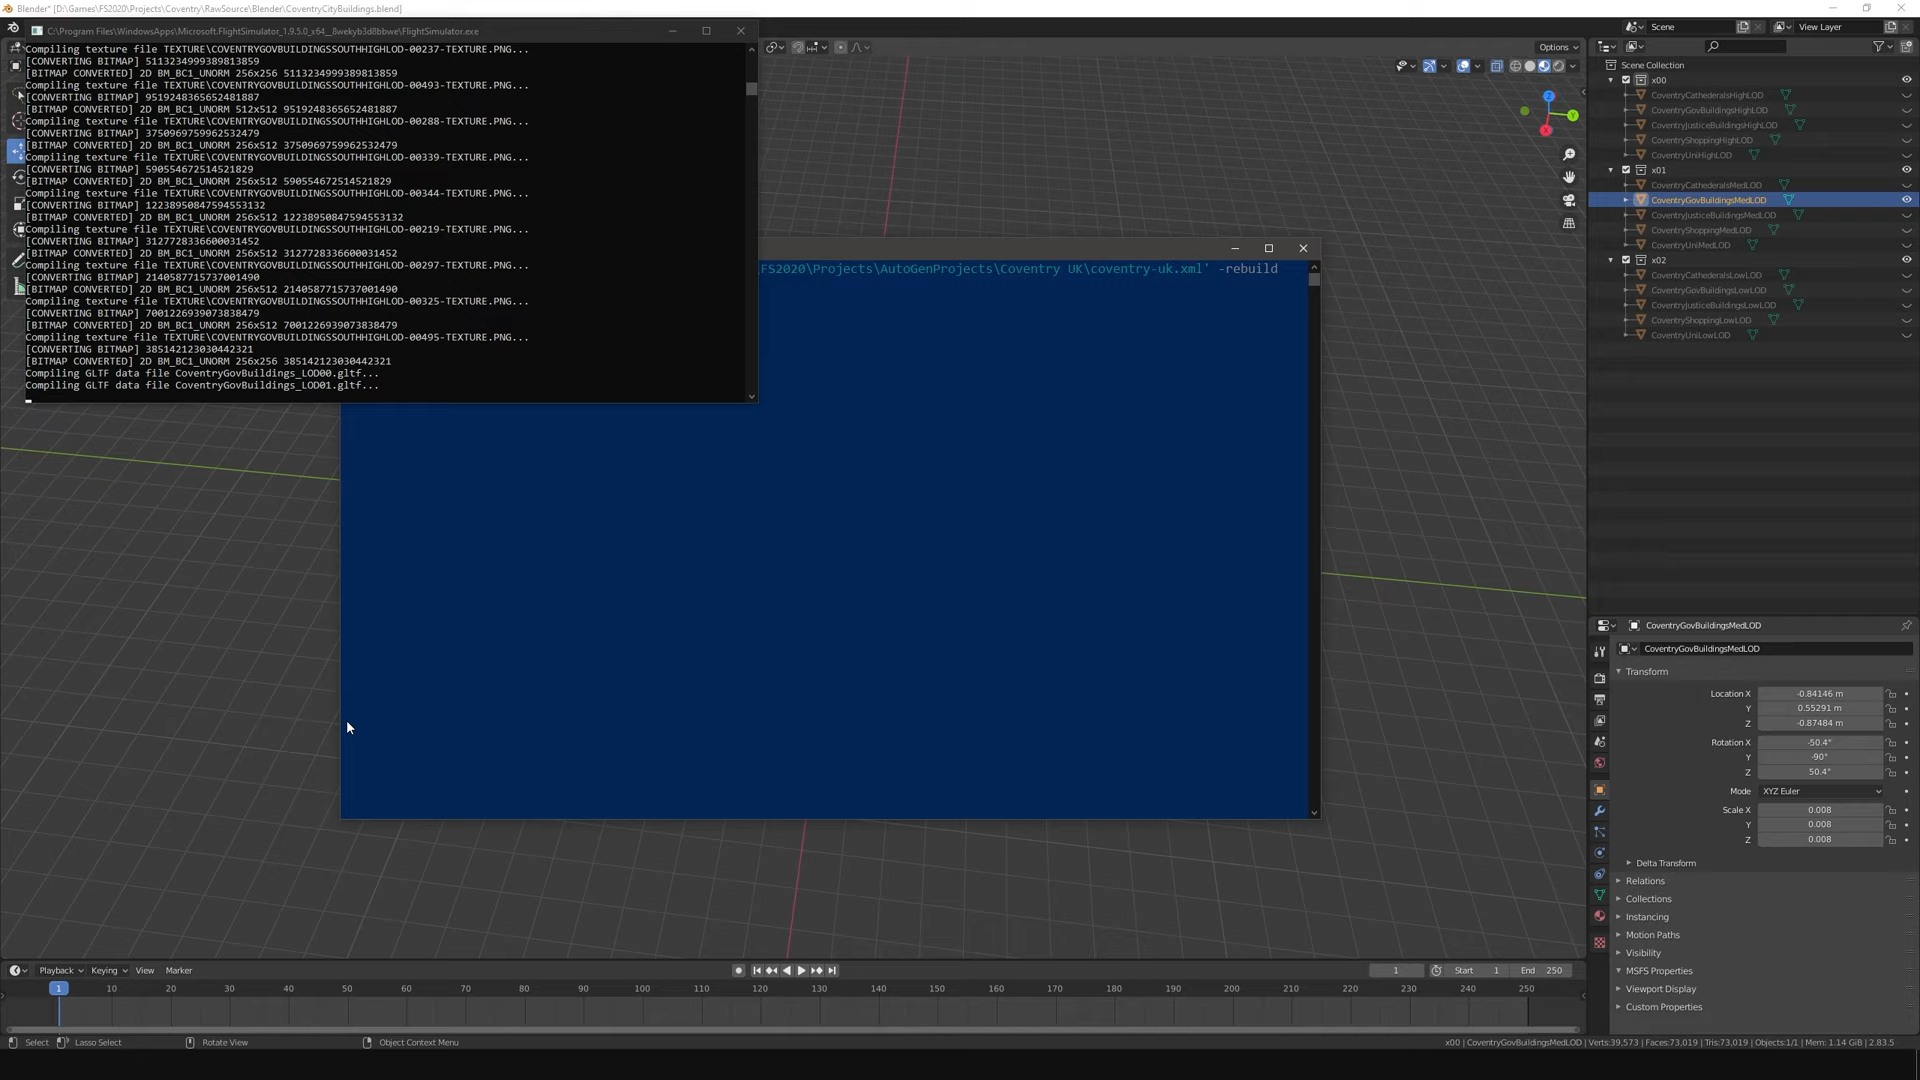 Blender* [D:\Games\FS2020\Projects\Coventry\RawSource\Blender\CoventryCityBuildings.blend]
C:\Program Files\WindowsApps\Microsoft.FlightSimulator_1.9.5.0_x64__8wekyb3d8bbwe\FlightSimulator.exe
Compiling texture file TEXTURE\COVENTRYGOVBUILDINGSSOUTHHIGHLOD-00237-TEXTURE.PNG...
[CONVERTING BITMAP] 5113234999389813859
[BITMAP CONVERTED] 2D BM_BC1_UNORM 256x256 5113234999389813859
Compiling texture file TEXTURE\COVENTRYGOVBUILDINGSSOUTHHIGHLOD-00493-TEXTURE.PNG...
[CONVERTING BITMAP] 9519248365652481887
[BITMAP CONVERTED] 2D BM_BC1_UNORM 512x512 9519248365652481887
Compiling texture file TEXTURE\COVENTRYGOVBUILDINGSSOUTHHIGHLOD-00288-TEXTURE.PNG...
[CONVERTING BITMAP] 3750969759962532479
[BITMAP CONVERTED] 2D BM_BC1_UNORM 256x512 3750969759962532479
Compiling texture file TEXTURE\COVENTRYGOVBUILDINGSSOUTHHIGHLOD-00339-TEXTURE.PNG...
[CONVERTING BITMAP] 590554672514521829
[BITMAP CONVERTED] 2D BM_BC1_UNORM 256x512 590554672514521829
Compiling texture file TEXTURE\COVENTRYGOVBUILDINGSSOUTHHIGHLOD-00344-TEXTURE.PNG...
[CONVERTING BITMAP] 12238950847594553132
[BITMAP CONVERTED] 2D BM_BC1_UNORM 256x512 12238950847594553132
Compiling texture file TEXTURE\COVENTRYGOVBUILDINGSSOUTHHIGHLOD-00219-TEXTURE.PNG...
[CONVERTING BITMAP] 3127728336600031452
[BITMAP CONVERTED] 2D BM_BC1_UNORM 256x512 3127728336600031452
Compiling texture file TEXTURE\COVENTRYGOVBUILDINGSSOUTHHIGHLOD-00297-TEXTURE.PNG...
[CONVERTING BITMAP] 2140587715737001490
[BITMAP CONVERTED] 2D BM_BC1_UNORM 256x512 2140587715737001490
Compiling texture file TEXTURE\COVENTRYGOVBUILDINGSSOUTHHIGHLOD-00325-TEXTURE.PNG...
[CONVERTING BITMAP] 7001226939073838479
[BITMAP CONVERTED] 2D BM_BC1_UNORM 256x512 7001226939073838479
Compiling texture file TEXTURE\COVENTRYGOVBUILDINGSSOUTHHIGHLOD-00495-TEXTURE.PNG...
[CONVERTING BITMAP] 385142123030442321
[BITMAP CONVERTED] 2D BM_BC1_UNORM 256x256 385142123030442321
Compiling GLTF data file CoventryGovBuildings_LOD00.gltf...
Compiling GLTF data file CoventryGovBuildings_LOD01.gltf...
FS2020\Projects\AutoGenProjects\Coventry UK\coventry-uk.xml' -rebuild
Options
Scene
View Layer
Scene Collection
x00
CoventryCathederalsHighLOD
CoventryGovBuildingsHighLOD
CoventryJusticeBuildingsHighLOD
CoventryShoppingHighLOD
CoventryUniHighLOD
x01
CoventryCathederalsMedLOD
CoventryGovBuildingsMedLOD
CoventryJusticeBuildingsMedLOD
CoventryShoppingMedLOD
CoventryUniMedLOD
x02
CoventryCathederalsLowLOD
CoventryGovBuildingsLowLOD
CoventryJusticeBuildingsLowLOD
CoventryShoppingLowLOD
CoventryUniLowLOD
X
Y
Z
CoventryGovBuildingsMedLOD
CoventryGovBuildingsMedLOD
Transform
Location X -0.84146 m
Y 0.55291 m
Z -0.87484 m
Rotation X -50.4°
Y -90°
Z 50.4°
Mode XYZ Euler
Scale X 0.008
Y 0.008
Z 0.008
Delta Transform
Relations
Collections
Instancing
Motion Paths
Visibility
MSFS Properties
Viewport Display
Custom Properties
Playback Keying View Marker 1 Start 1 End 250
1 10 20 30 40 50 60 70 80 90 100 110 120 130 140 150 160 170 180 190 200 210 220 230 240 250
Select Lasso Select Rotate View Object Context Menu
x00 | CoventryGovBuildingsMedLOD | Verts:39,573 | Faces:73,019 | Tris:73,019 | Objects:1/1 | Mem: 1.14 GiB | 2.83.5